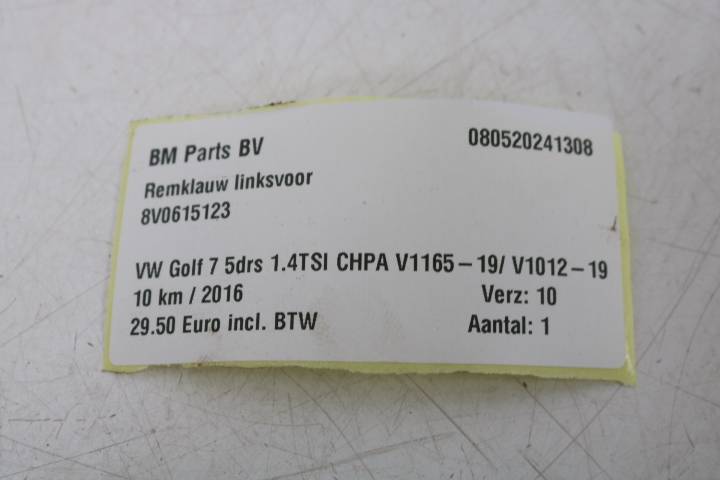 BM Parts BV 080520241308
Remklauw linksvoor
8V0615123
VW Golf 7 5drs 1.4TSI CHPA V1165-19/ V1012-19
10 km / 2016 Verz: 10
29.50 Euro incl. BTW Aantal: 1